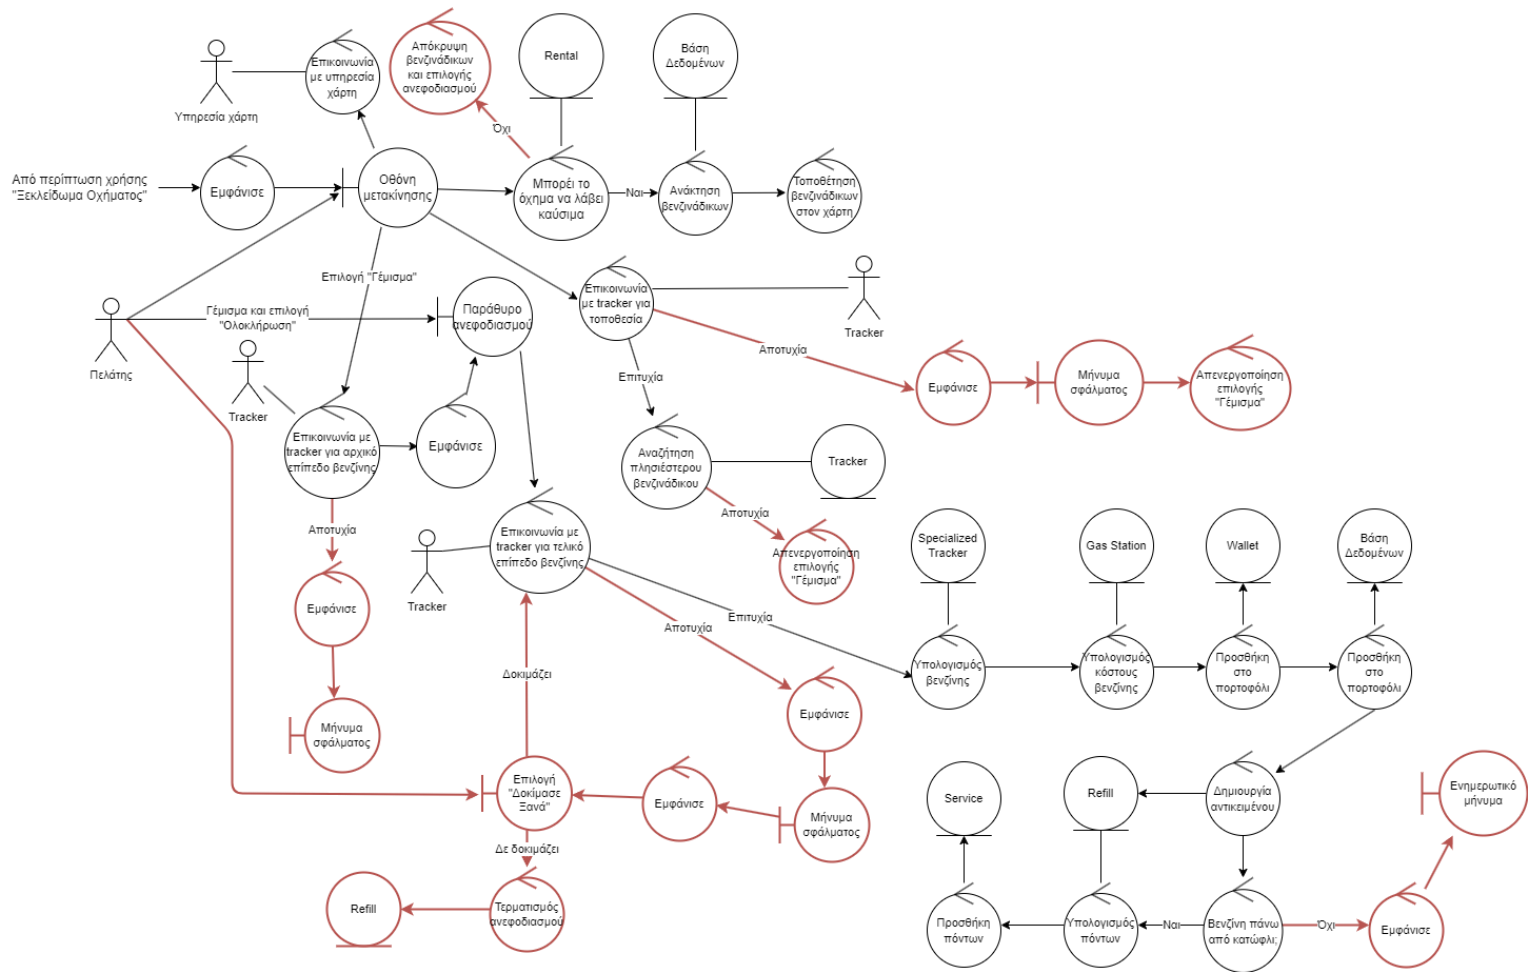 Απόκρυψη
βενζινάδικων
και επιλογής
ανεφοδιασμού
Rental
Βάση
Δεδομένων
Επικοινωνία
με υπηρεσία
χάρτη
Υπηρεσία χάρτη
Όχι
Από περίπτωση χρήσης
"Ξεκλείδωμα Οχήματος"
Εμφάνισε
Οθόνη
μετακίνησης
Μπορέι το
όχημα να λάβει
καύσιμα
Ναι
Ανάκτηση
βενζινάδικων
Τοποθέτηση
βενζινάδικων
στον χάρτη
Επιλογή "Γέμισμα"
Επικοινωνία
με tracker για
τοποθεσία
Tracker
Πελάτης
Γέμισμα και επιλογή
"Ολοκλήρωση"
Παράθυρο
ανεφοδιασμού
Tracker
Αποτυχία
Επιτυχία
Εμφάνισε
Μήνυμα
σφάλματος
Απενεργοποίηση
επιλογής
"Γέμισμα"
Επικοινωνία με
tracker για αρχικό
επίπεδο βενζίνης
Εμφάνισε
Αναζήτηση
πλησιέστερου
βενζινάδικου
Tracker
Αποτυχία
Αποτυχία
Απενεργοποίηση
επιλογής
"Γέμισμα"
Επικοινωνία με
tracker για τελικό
επίπεδο βενζίνης
Tracker
Specialized
Tracker
Gas Station
Wallet
Βάση
Δεδομένων
Εμφάνισε
Αποτυχία
Επιτυχία
Υπολογισμός
βενζίνης
Υπολογισμός
κόστους
βενζίνης
Προσθήκη
στο
πορτοφόλι
Προσθήκη
στο
πορτοφόλι
Δοκιμάζει
Μήνυμα
σφάλματος
Εμφάνισε
Επιλογή
"Δοκίμασε
Ξανά"
Εμφάνισε
Μήνυμα
σφάλματος
Service
Refill
Δημιουργία
αντικειμένου
Ενημερωτικό
μήνυμα
Δε δοκιμάζει
Refill
Τερματισμός
ανεφοδιασμού
Προσθήκη
πόντων
Υπολογισμός
πόντων
Ναι
Βενζίνη πάνω
από κατώφλι;
Όχι
Εμφάνισε